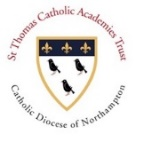 St Thomas Catholic Academies Trust
Catholic Diocese of Northampton